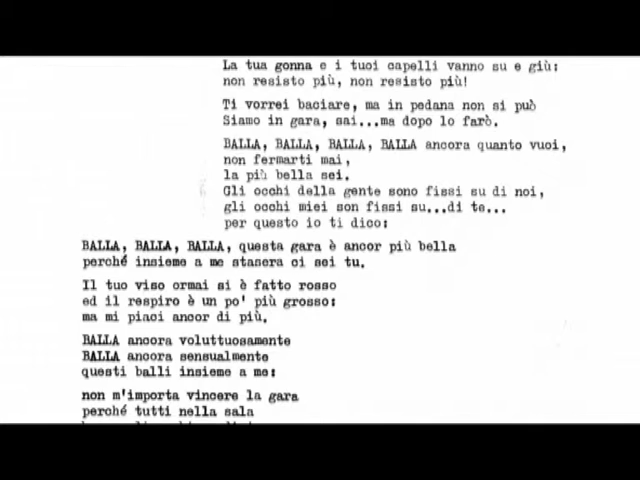 La tua gonna e i tuoi capelli vanno su e giù:
non resisto più, non resisto più!
Ti vorrei baciare, ma in pedana non si può
Siamo in gara, sai...ma dopo lo farò.
BALLA, BALLA, BALLA, BALLA ancora quanto vuoi,
non fermarti mai,
la più bella sei.
Gli occhi della gente sono fissi su di noi,
gli occhi miei son fissi su...di te...
per questo io ti dico:
BALLA, BALLA, BALLA, questa gara è ancor più bella
perché insieme a me stasera ci sei tu.
Il tuo viso ormai si è fatto rosso
ed il respiro è un po' più grosso:
ma mi piaci ancor di più.
BALLA ancora voluttuosamente
BALLA ancora sensualmente
questi balli insieme a me:
non m'importa vincere la gara
perché tutti nella sala